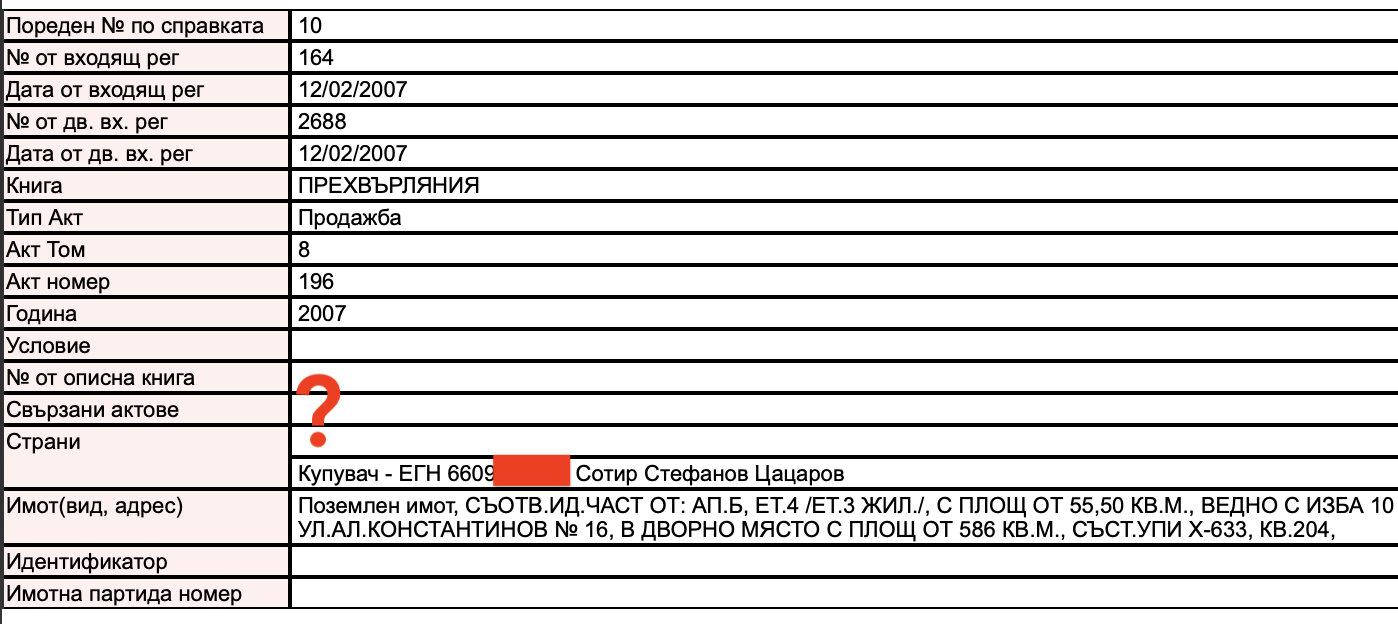 Пореден № по справката 10
№ от входящ рег 164
Дата от входящ рег 12/02/2007
№ от дв. вх. рег 2688
Дата от дв. вх. рег 12/02/2007
Книга ПРЕХВЪРЛЯНИЯ
Тип Акт Продажба
Акт Том 8
Акт номер 196
Година 2007
Условие
№ от описна книга
?
Свързани актове
Страни
Купувач - ЕГН 6609 Сотир Стефанов Цацаров
Имот(вид, адрес) Поземлен имот, СЪОТВ.ИД.ЧАСТ ОТ: АП.Б, ЕТ.4 /ЕТ.3 ЖИЛ./, С ПЛОЩ ОТ 55,50 КВ.М., ВЕДНО С ИЗБА 10
УЛ.АЛ.КОНСТАНТИНОВ № 16, В ДВОРНО МЯСТО С ПЛОЩ ОТ 586 КВ.М., СЪСТ.УПИ X-633, КВ.204,
Идентификатор
Имотна партида номер